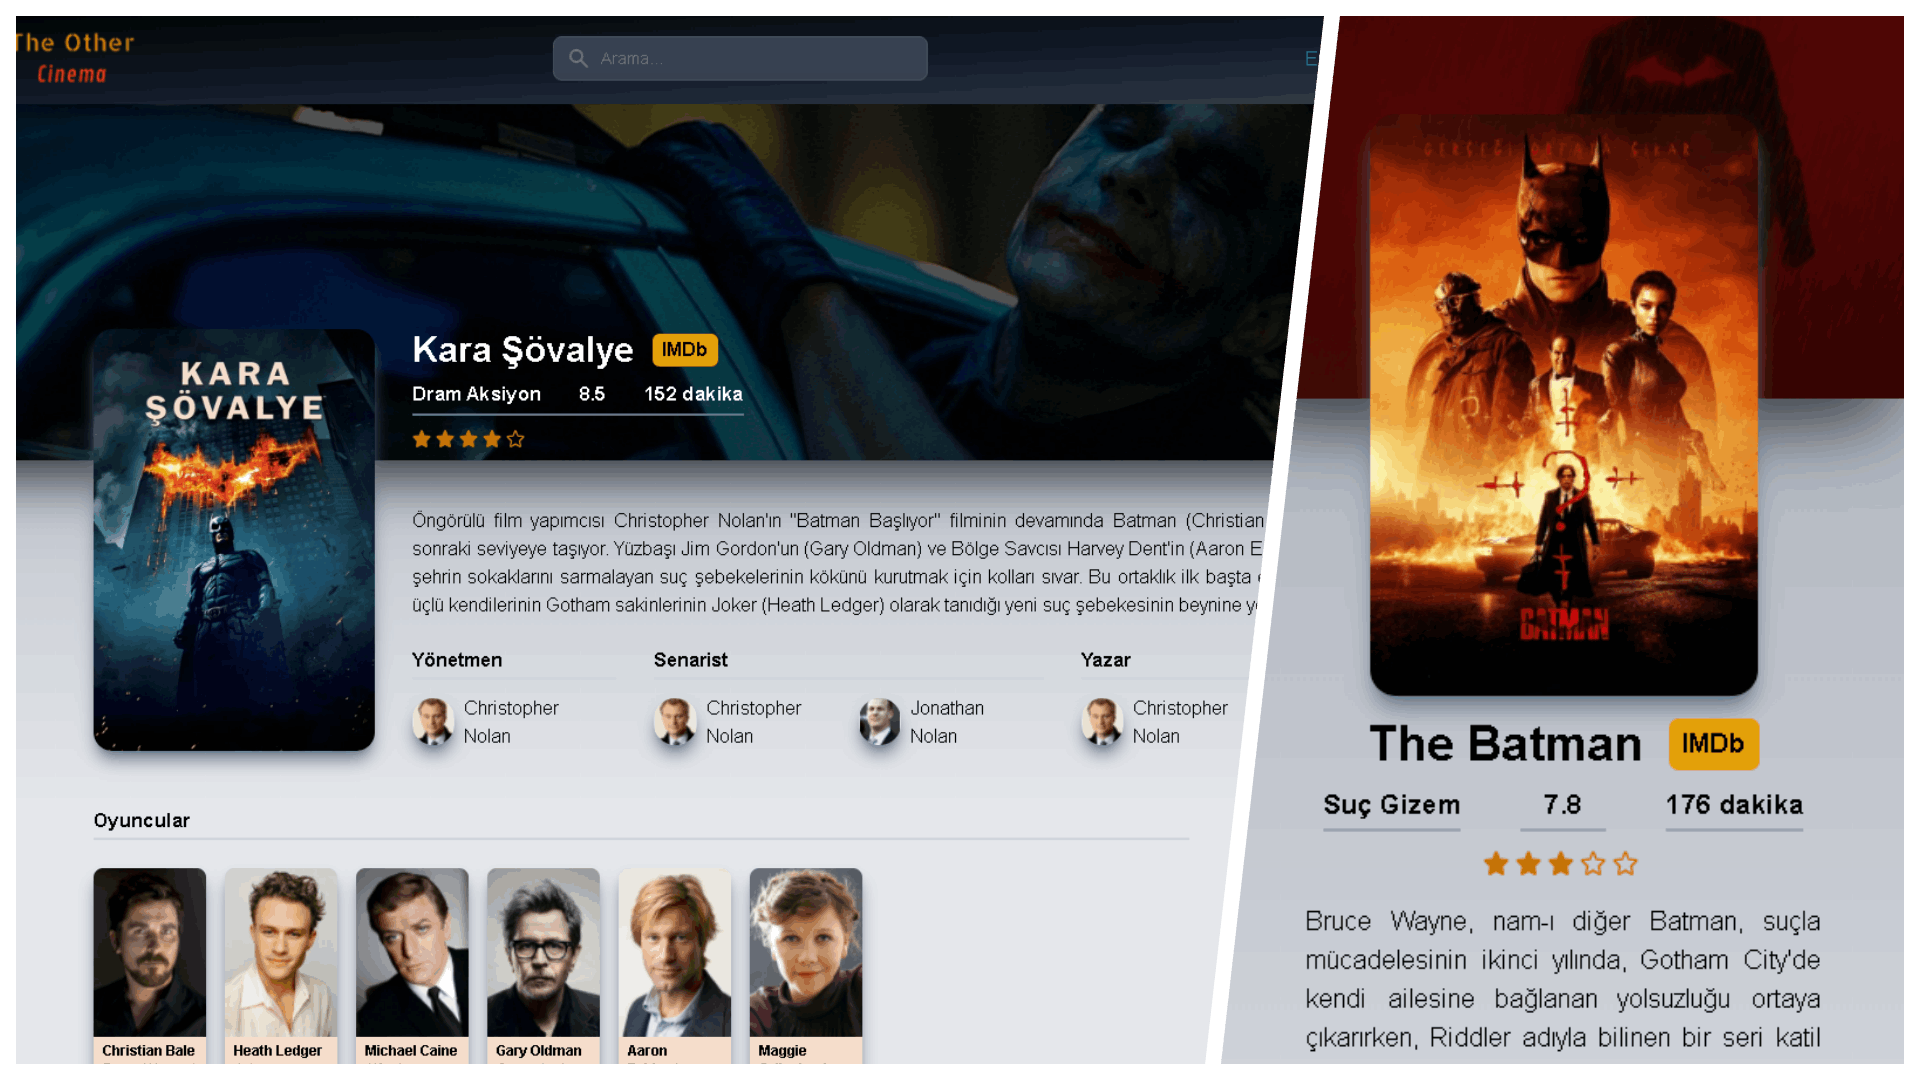 The Other
Cinema
Arama...
KARA
ŞÖVALYE
Kara Şövalye IMDb
Dram Aksiyon 8.5 152 dakika
Öngörülü film yapımcısı Christopher Nolan'ın "Batman Başlıyor" filminin devamında Batman (Christian
sonraki seviyeye taşıyor. Yüzbaşı Jim Gordon'un (Gary Oldman) ve Bölge Savcısı Harvey Dent'in (Aaron E
şehrin sokaklarını sarmalayan suç şebekelerinin kökünü kurutmak için kolları sıvar. Bu ortaklık ilk başta
üçlü kendilerinin Gotham sakinlerinin Joker (Heath Ledger) olarak tanıdığı yeni suç şebekesinin beynine
Yönetmen Senarist Yazar
Christopher Christopher Jonathan Christopher
Nolan Nolan Nolan Nolan
Oyuncular
Christian Bale Heath Ledger Michael Caine Gary Oldman Aaron Maggie
GERÇEĞİ ORTAYA ÇIKAR
BATMAN
The Batman IMDb
Suç Gizem 7.8 176 dakika
Bruce Wayne, nam-ı diğer Batman, suçla
mücadelesinin ikinci yılında, Gotham City'de
kendi ailesine bağlanan yolsuzluğu ortaya
çıkarırken, Riddler adıyla bilinen bir seri katil